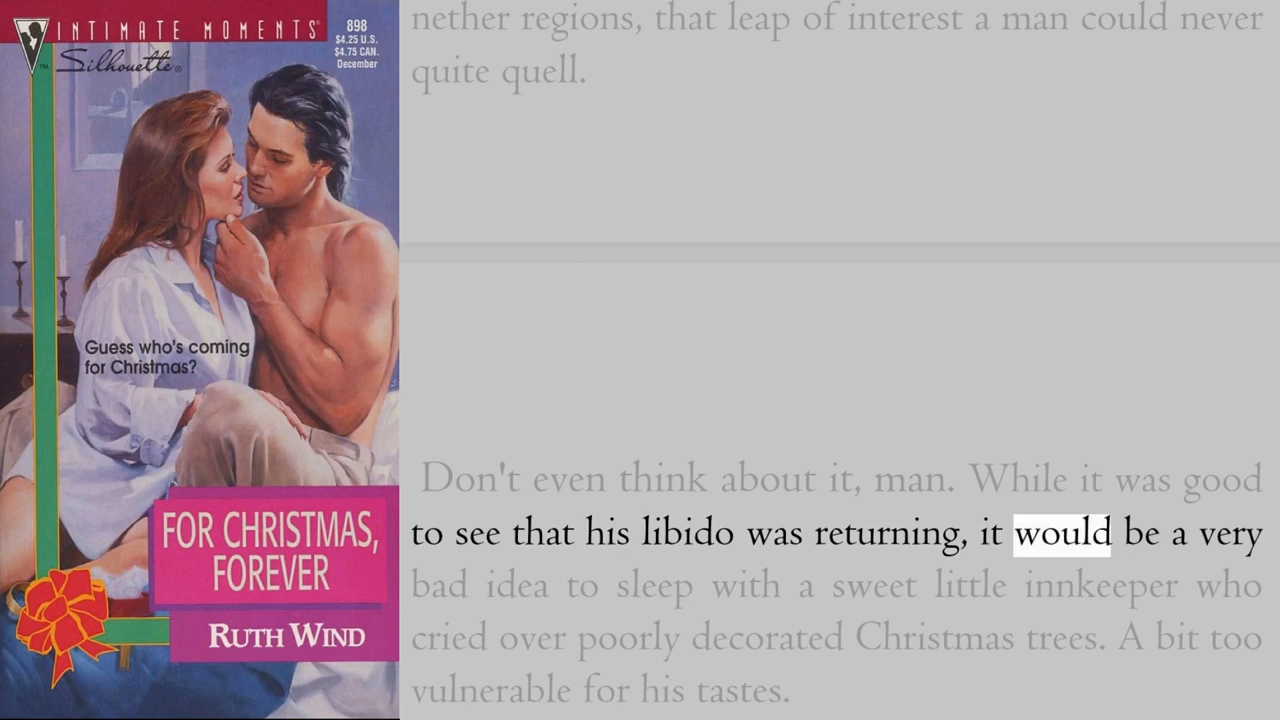 INTIMATE MOMENTS®
Silhouette®
™
898
$4.25 U.S.
$4.75 CAN.
December
Guess who's coming
for Christmas?
FOR CHRISTMAS,
FOREVER
RUTH WIND
nether regions, that leap of interest a man could never
quite quell.
Don't even think about it, man. While it was good
to see that his libido was returning, it would be a very
bad idea to sleep with a sweet little innkeeper who
cried over poorly decorated Christmas trees. A bit too
vulnerable for his tastes.